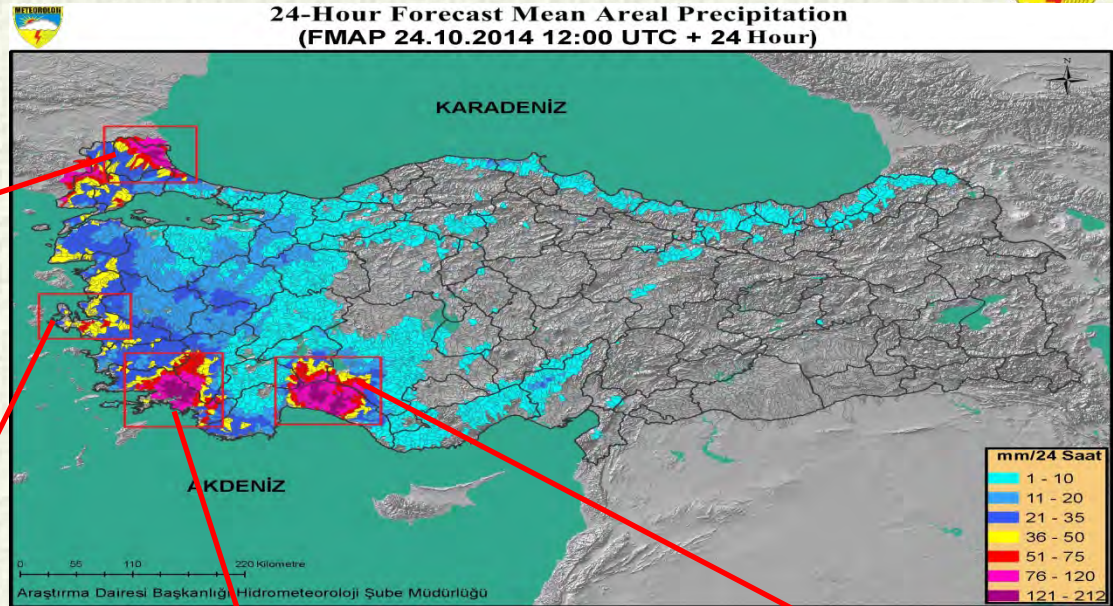 METEOROLOJİ
24-Hour Forecast Mean Areal Precipitation
(FMAP 24.10.2014 12:00 UTC + 24 Hour)
N
KARADENİZ
AKDENİZ
mm/24 Saat
1 - 10
11 - 20
21 - 35
36 - 50
51 - 75
76 - 120
121 - 212
0 55 110 220 Kilometre
Araştırma Dairesi Başkanlığı Hidrometeoroloji Şube Müdürlüğü